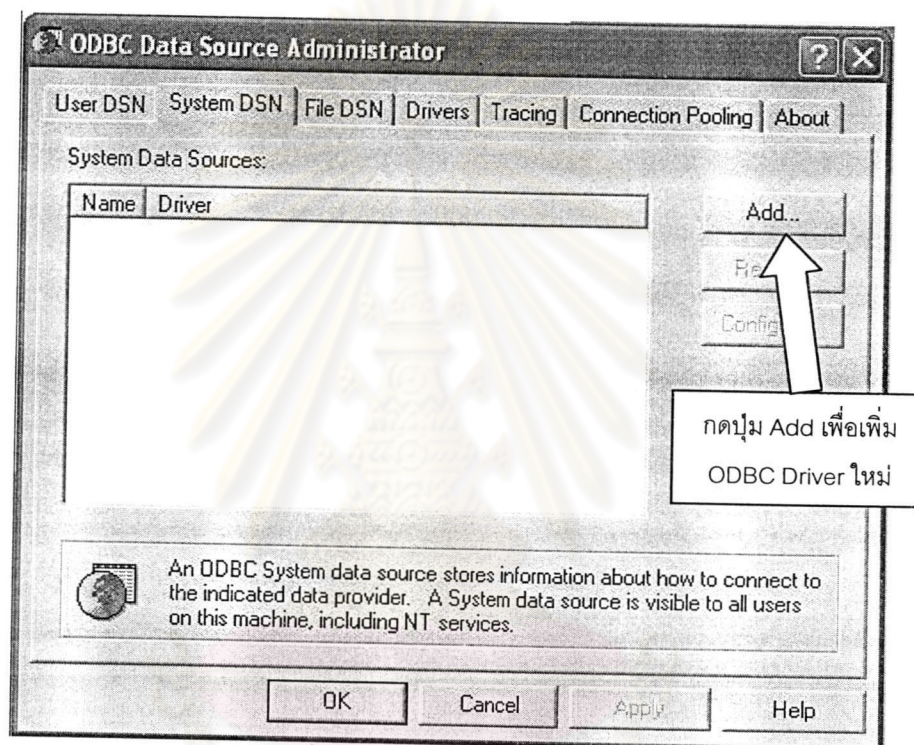 ODBC Data Source Administrator
User DSN System DSN File DSN Drivers Tracing Connection Pooling About
System Data Sources:
Name Driver
Add...
กดปุ่ม Add เพื่อเพิ่ม
ODBC Driver ใหม่
An ODBC System data source stores information about how to connect to
the indicated data provider. A System data source is visible to all users
on this machine, including NT services.
OK Cancel Apply Help